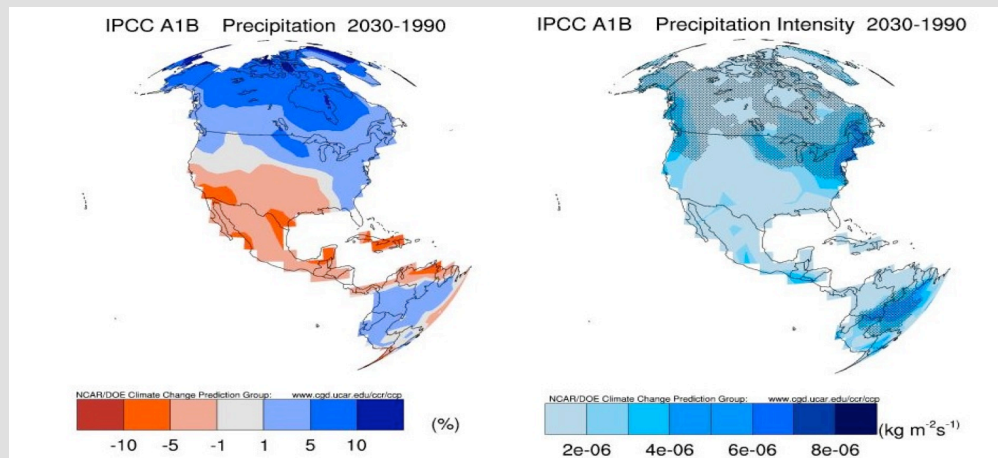 IPCC A1B Precipitation 2030-1990
NCAR/DOE Climate Change Prediction Group: www.cgd.ucar.edu/ccr/ccp
(%)
-10 -5 -1 1 5 10
IPCC A1B Precipitation Intensity 2030-1990
NCAR/DOE Climate Change Prediction Group: www.cgd.ucar.edu/ccr/ccp
(kg m⁻²s⁻¹)
2e-06 4e-06 6e-06 8e-06